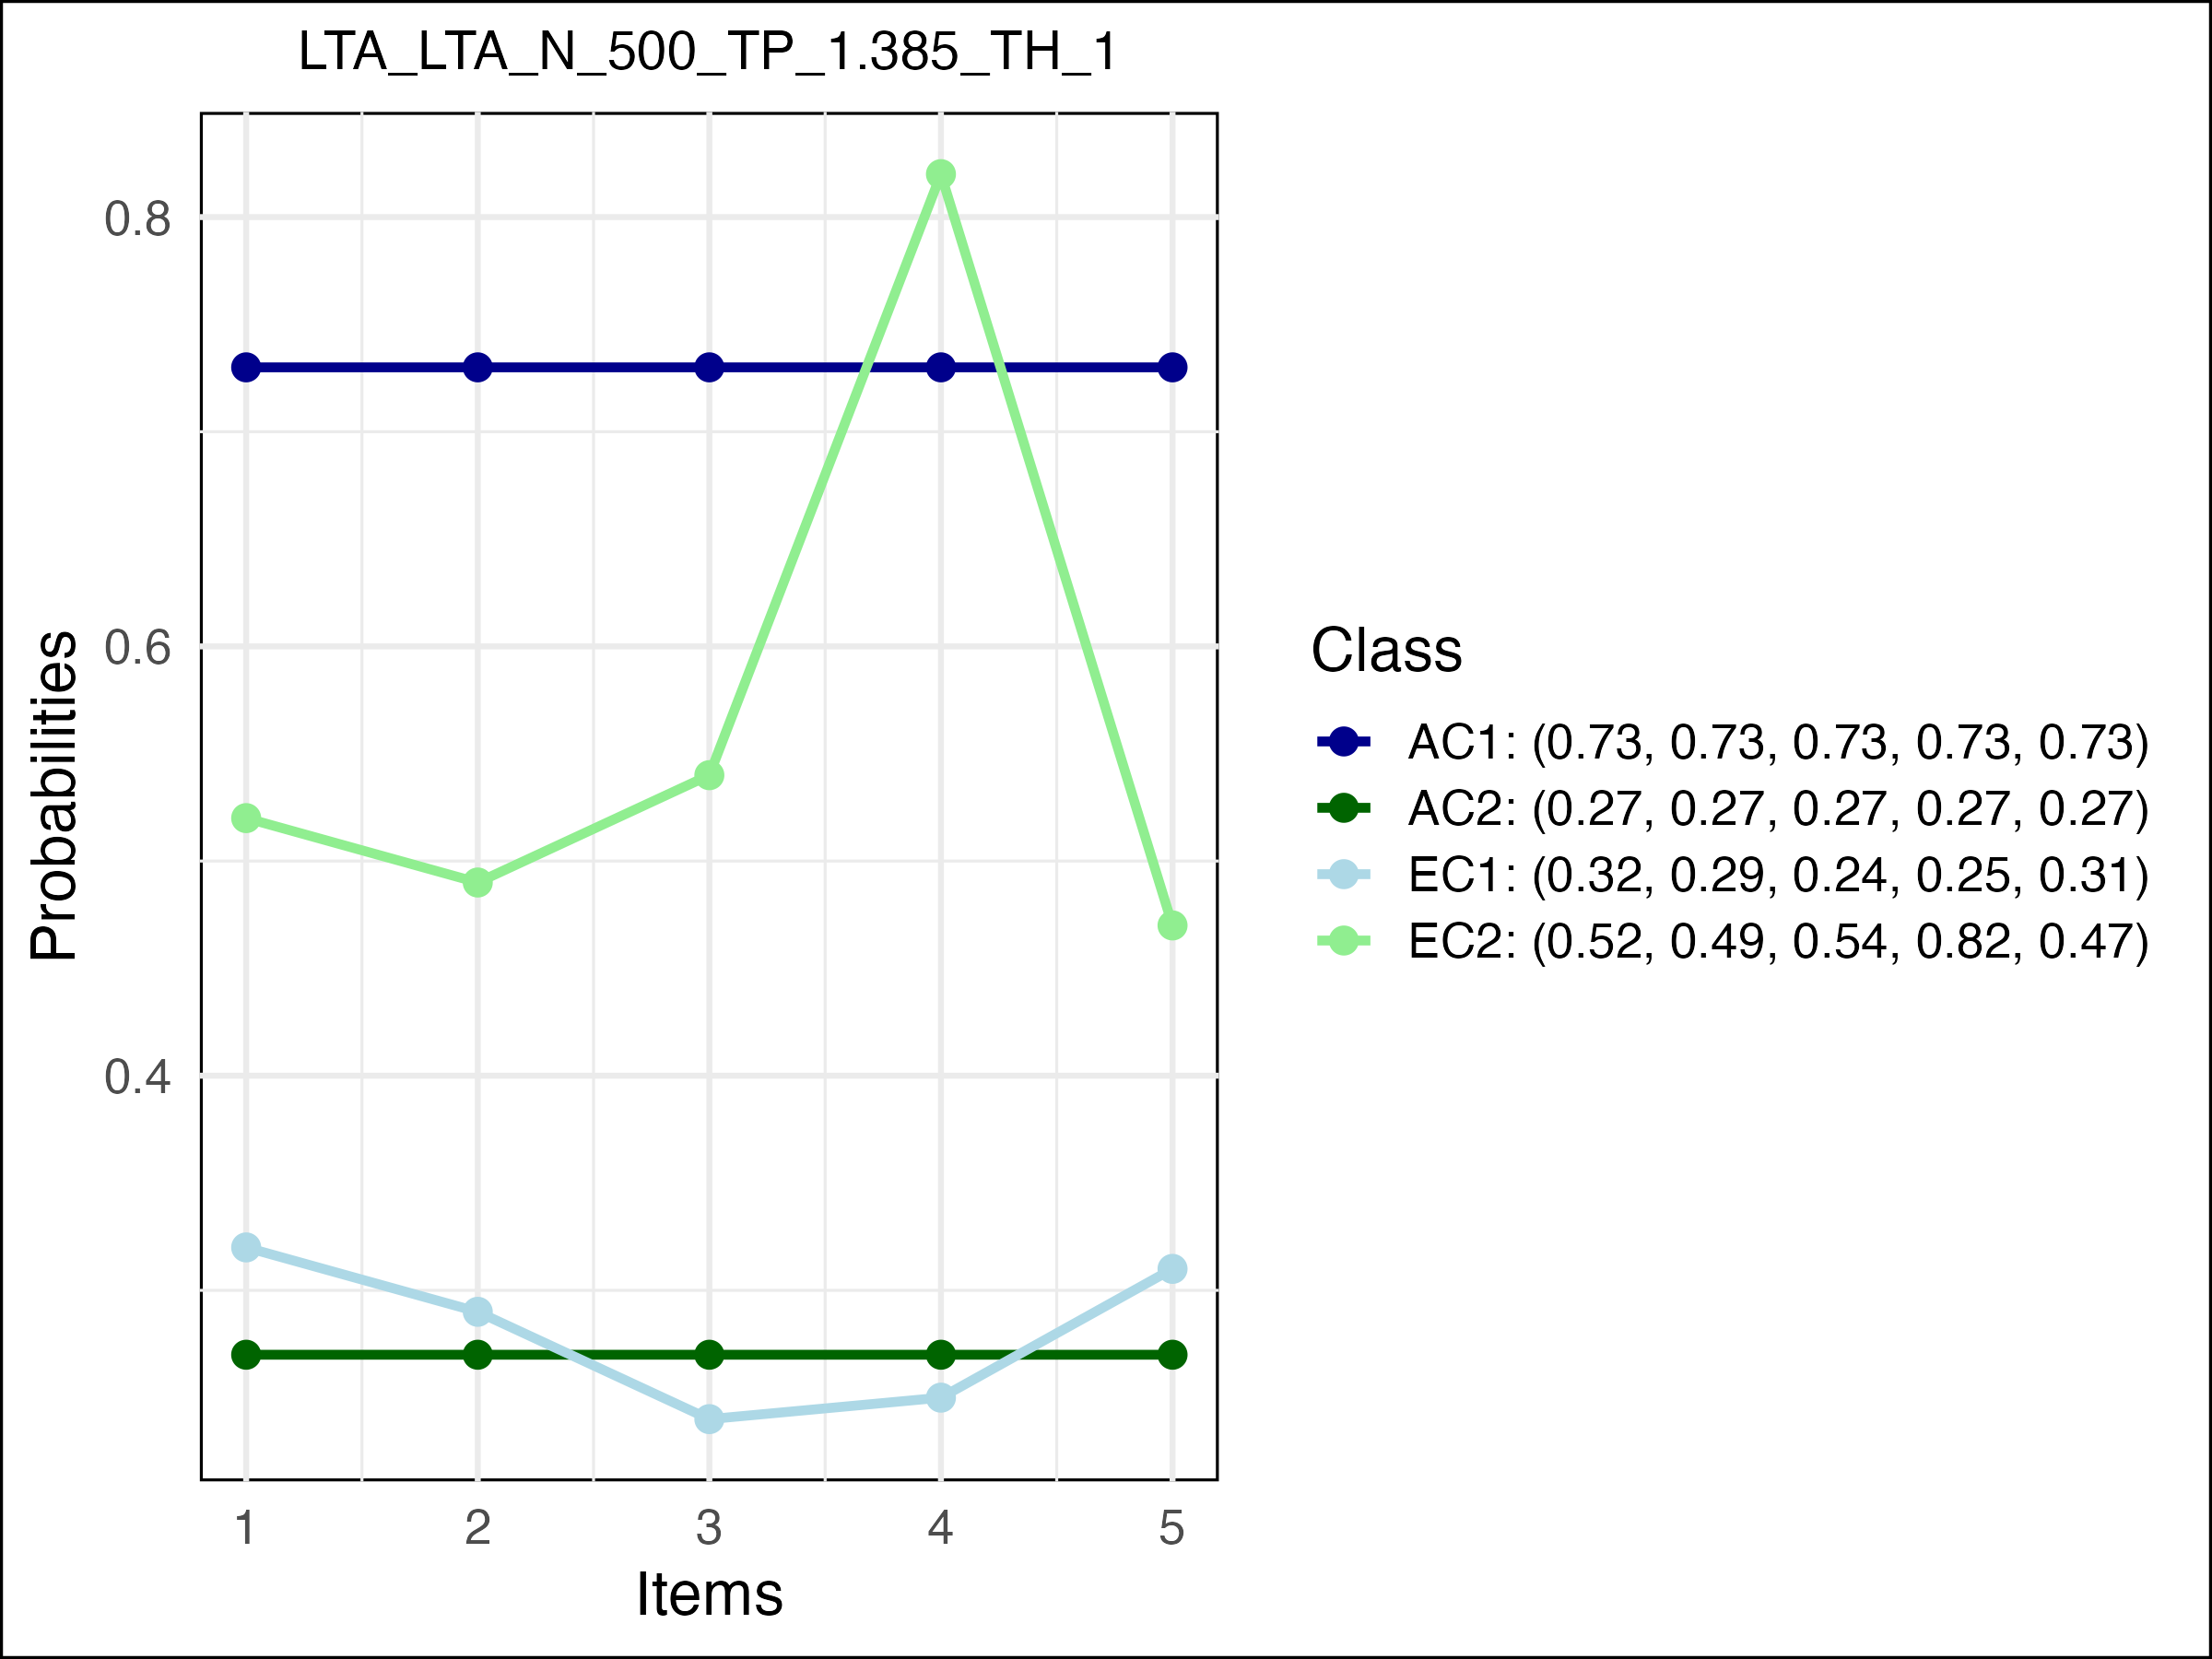 LTA_LTA_N_500_TP_1.385_TH_1
0.8
0.6
0.4
Probabilities
1 2 3 4 5
Items
Class
AC1: (0.73, 0.73, 0.73, 0.73, 0.73)
AC2: (0.27, 0.27, 0.27, 0.27, 0.27)
EC1: (0.32, 0.29, 0.24, 0.25, 0.31)
EC2: (0.52, 0.49, 0.54, 0.82, 0.47)